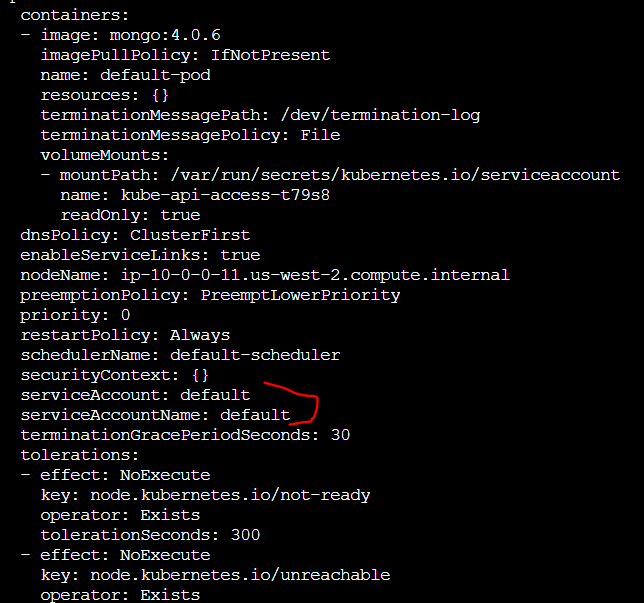 containers:
- image: mongo:4.0.6
imagePullPolicy: IfNotPresent
name: default-pod
resources: {}
terminationMessagePath: /dev/termination-log
terminationMessagePolicy: File
volumeMounts:
- mountPath: /var/run/secrets/kubernetes.io/serviceaccount
name: kube-api-access-t79s8
readOnly: true
dnsPolicy: ClusterFirst
enableServiceLinks: true
nodeName: ip-10-0-0-11.us-west-2.compute.internal
preemptionPolicy: PreemptLowerPriority
priority: 0
restartPolicy: Always
schedulerName: default-scheduler
securityContext: {}
serviceAccount: default
serviceAccountName: default
terminationGracePeriodSeconds: 30
tolerations:
- effect: NoExecute
key: node.kubernetes.io/not-ready
operator: Exists
tolerationSeconds: 300
- effect: NoExecute
key: node.kubernetes.io/unreachable
operator: Exists